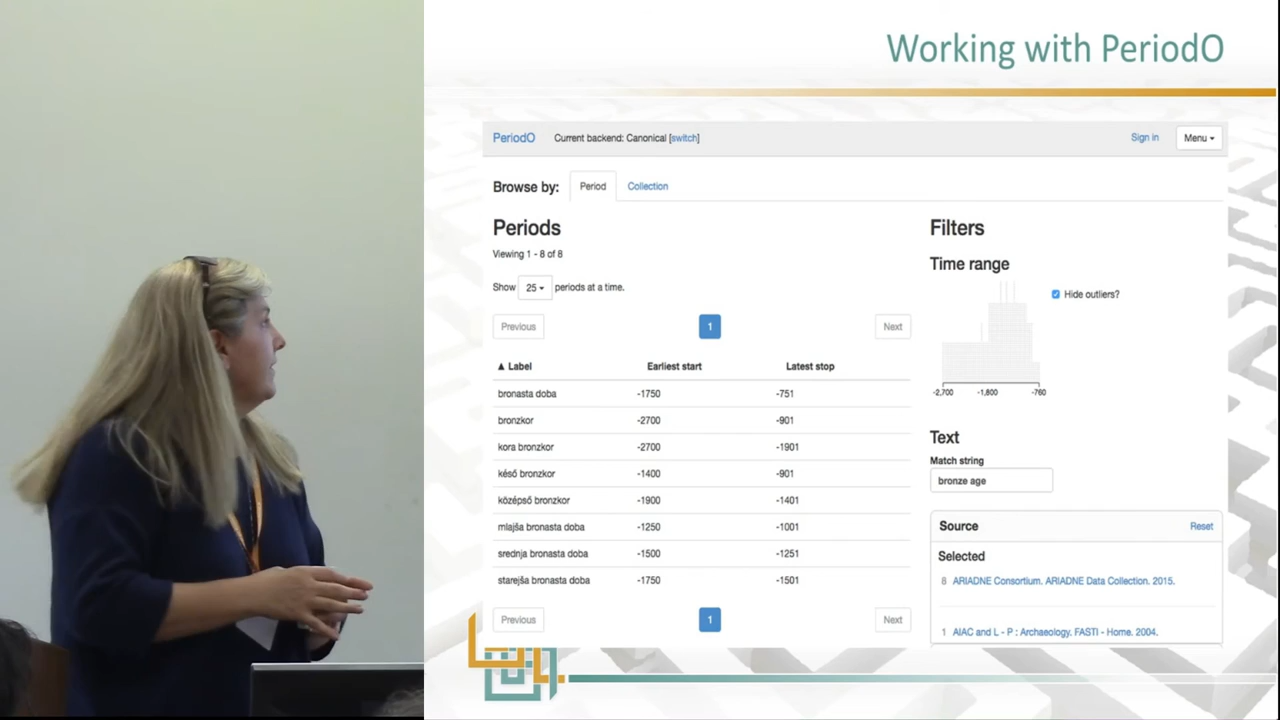 Working with PeriodO
PeriodO Current backend: Canonical [switch] Sign in Menu
Browse by: Period Collection
Periods
Viewing 1 - 8 of 8
Show 25 periods at a time.
Previous 1 Next
▲ Label Earliest start Latest stop
bronasta doba -1750 -751
bronzkor -2700 -901
kora bronzkor -2700 -1901
késő bronzkor -1400 -901
középső bronzkor -1900 -1401
mlajša bronasta doba -1250 -1001
srednja bronasta doba -1500 -1251
starejša bronasta doba -1750 -1501
Previous 1 Next
Filters
Time range
Hide outliers?
-2,700 -1,800 -760
Text
Match string
bronze age
Source Reset
Selected
8 ARIADNE Consortium. ARIADNE Data Collection. 2015.
1 AIAC and L - P : Archaeology. FASTI - Home. 2004.